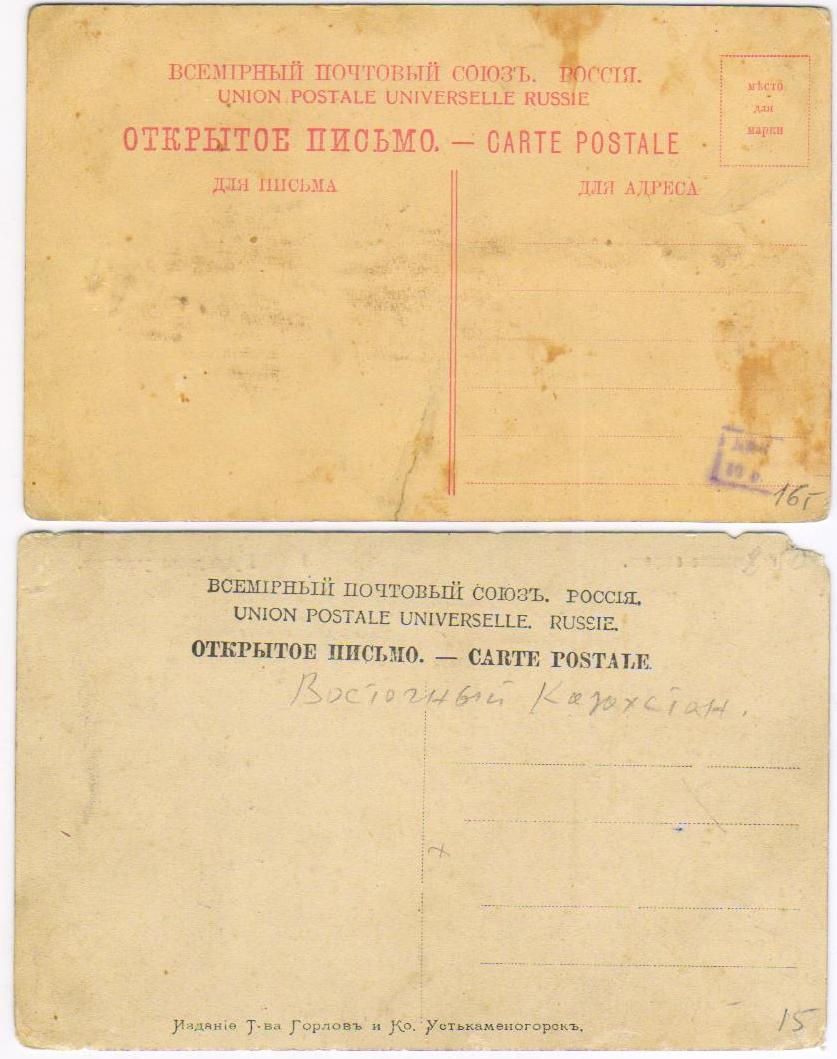 ВСЕМІРНЫЙ ПОЧТОВЫЙ СОЮЗЪ. РОССІЯ.
UNION POSTALE UNIVERSELLE RUSSIE
ОТКРЫТОЕ ПИСЬМО. — CARTE POSTALE
мѣсто
для
марки
ДЛЯ ПИСЬМА
ДЛЯ АДРЕСА
10 р.
16г
ВСЕМІРНЫЙ ПОЧТОВЫЙ СОЮЗЪ. РОССІЯ.
UNION POSTALE UNIVERSELLE. RUSSIE.
ОТКРЫТОЕ ПИСЬМО. — CARTE POSTALE.
Восточный Казахстан.
Изданіе Т-ва Горловъ и Ко. Устькаменогорск.
15